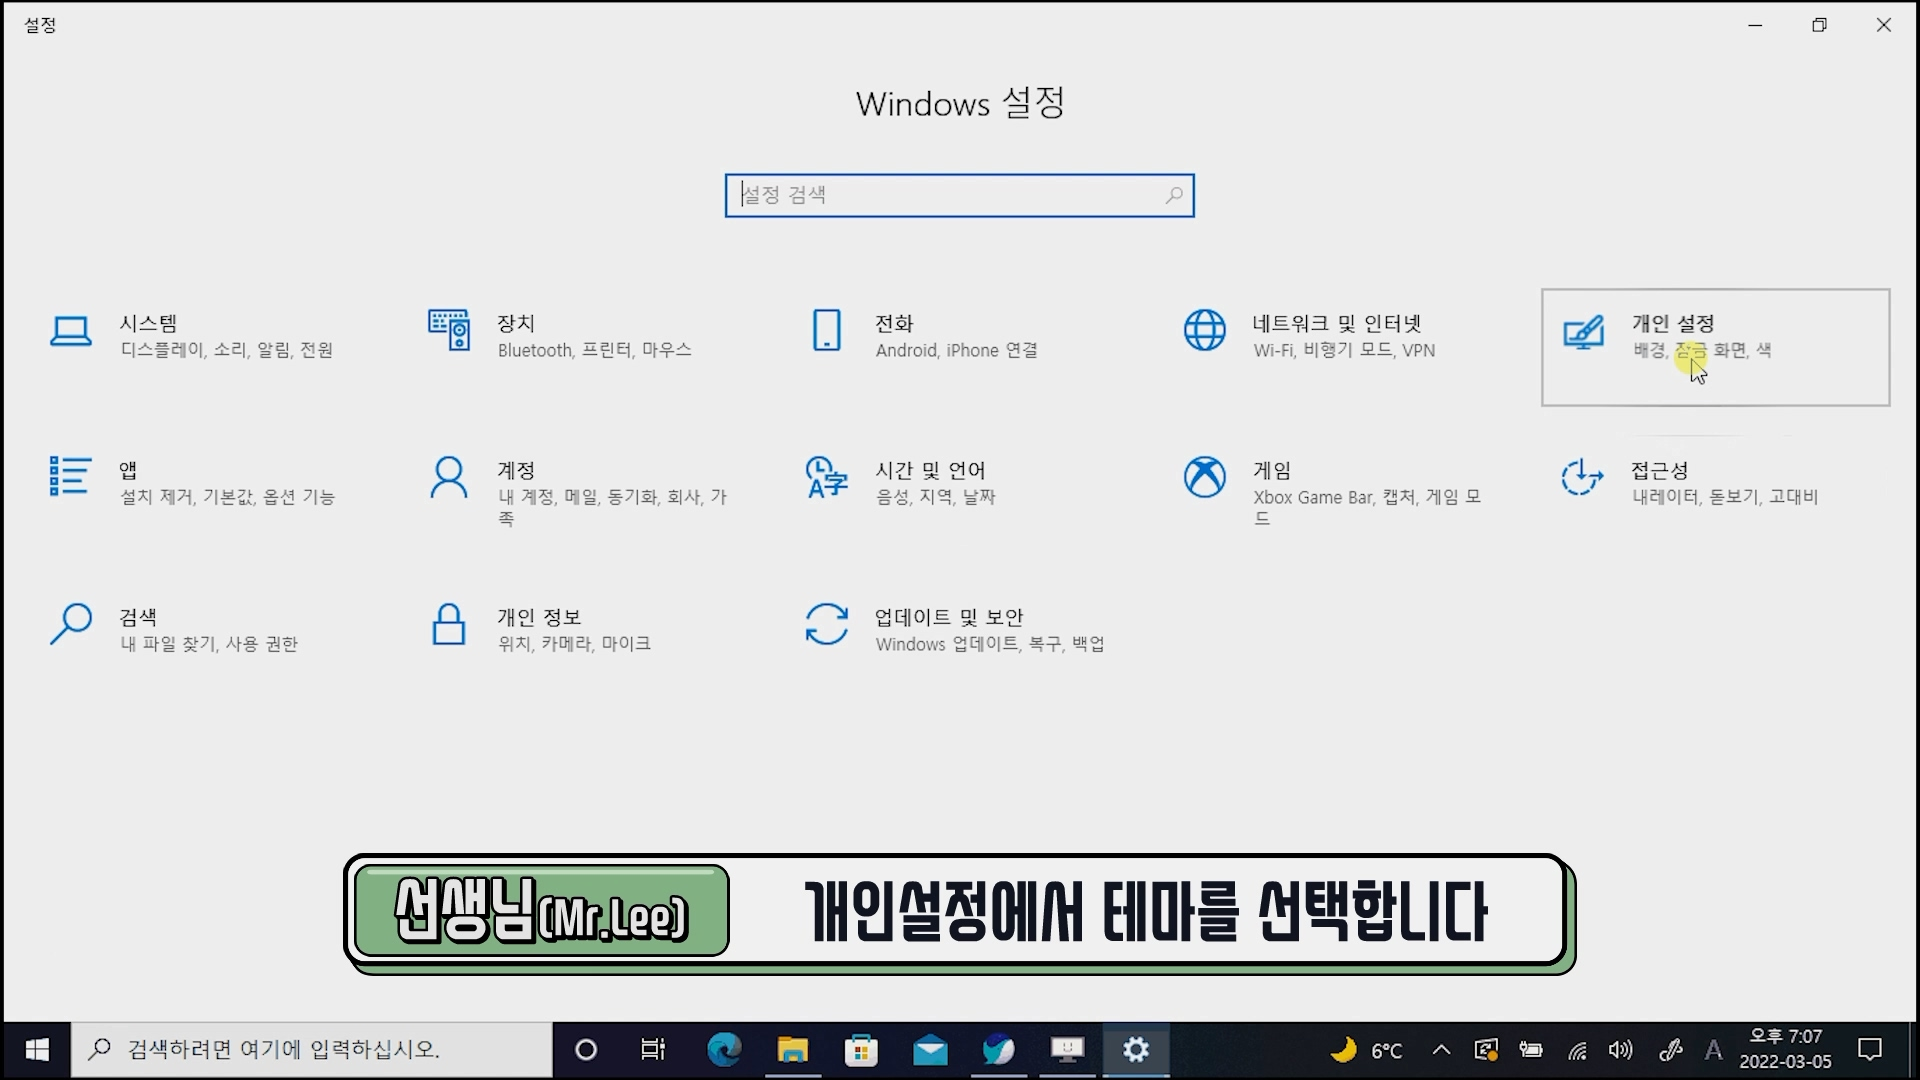 설정
Windows 설정
설정 검색
시스템
디스플레이, 소리, 알림, 전원
장치
Bluetooth, 프린터, 마우스
전화
Android, iPhone 연결
네트워크 및 인터넷
Wi-Fi, 비행기 모드, VPN
개인 설정
배경, 잠금 화면, 색
앱
설치 제거, 기본값, 옵션 기능
계정
내 계정, 메일, 동기화, 회사, 가
족
시간 및 언어
음성, 지역, 날짜
게임
Xbox Game Bar, 캡처, 게임 모
드
접근성
내레이터, 돋보기, 고대비
검색
내 파일 찾기, 사용 권한
개인 정보
위치, 카메라, 마이크
업데이트 및 보안
Windows 업데이트, 복구, 백업
선생님(Mr.Lee) 개인설정에서 테마를 선택합니다
검색하려면 여기에 입력하십시오.
6°C
A
오후 7:07
2022-03-05